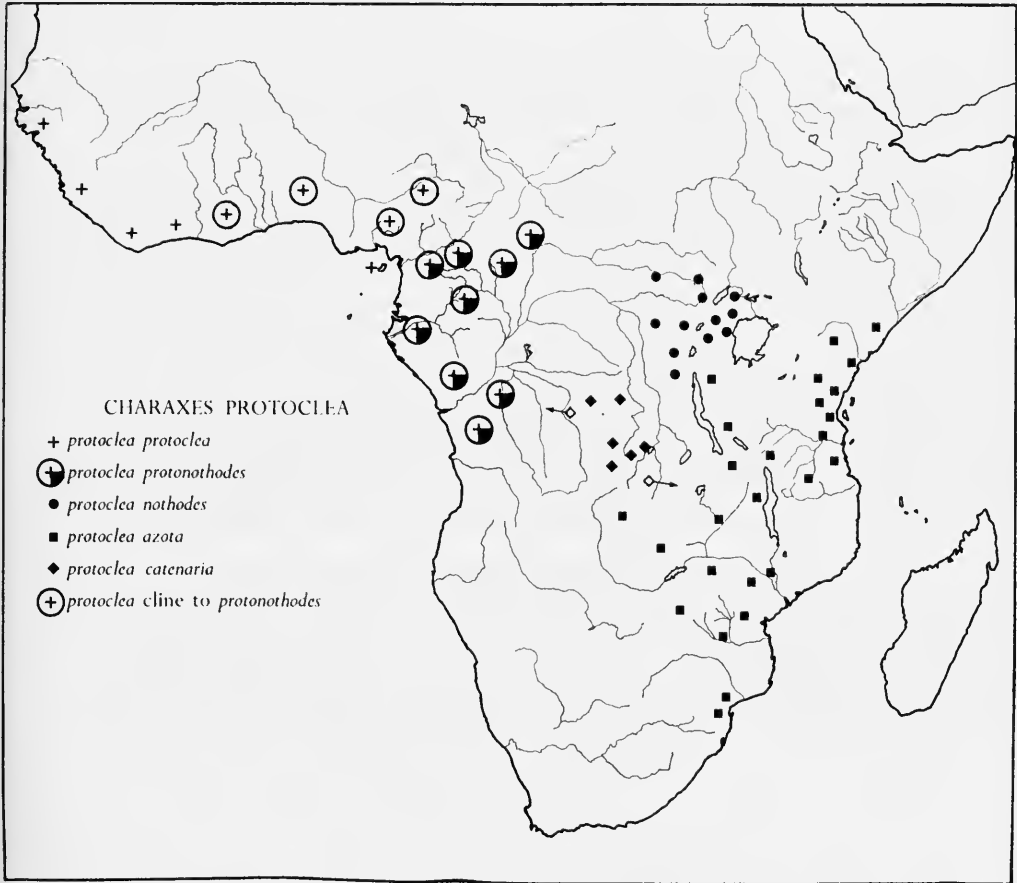 CHARAXES PROTOCLEA
protoclea protoclea
protoclea protonothodes
protoclea nothodes
protoclea azota
protoclea catenaria
protoclea cline to protonothodes